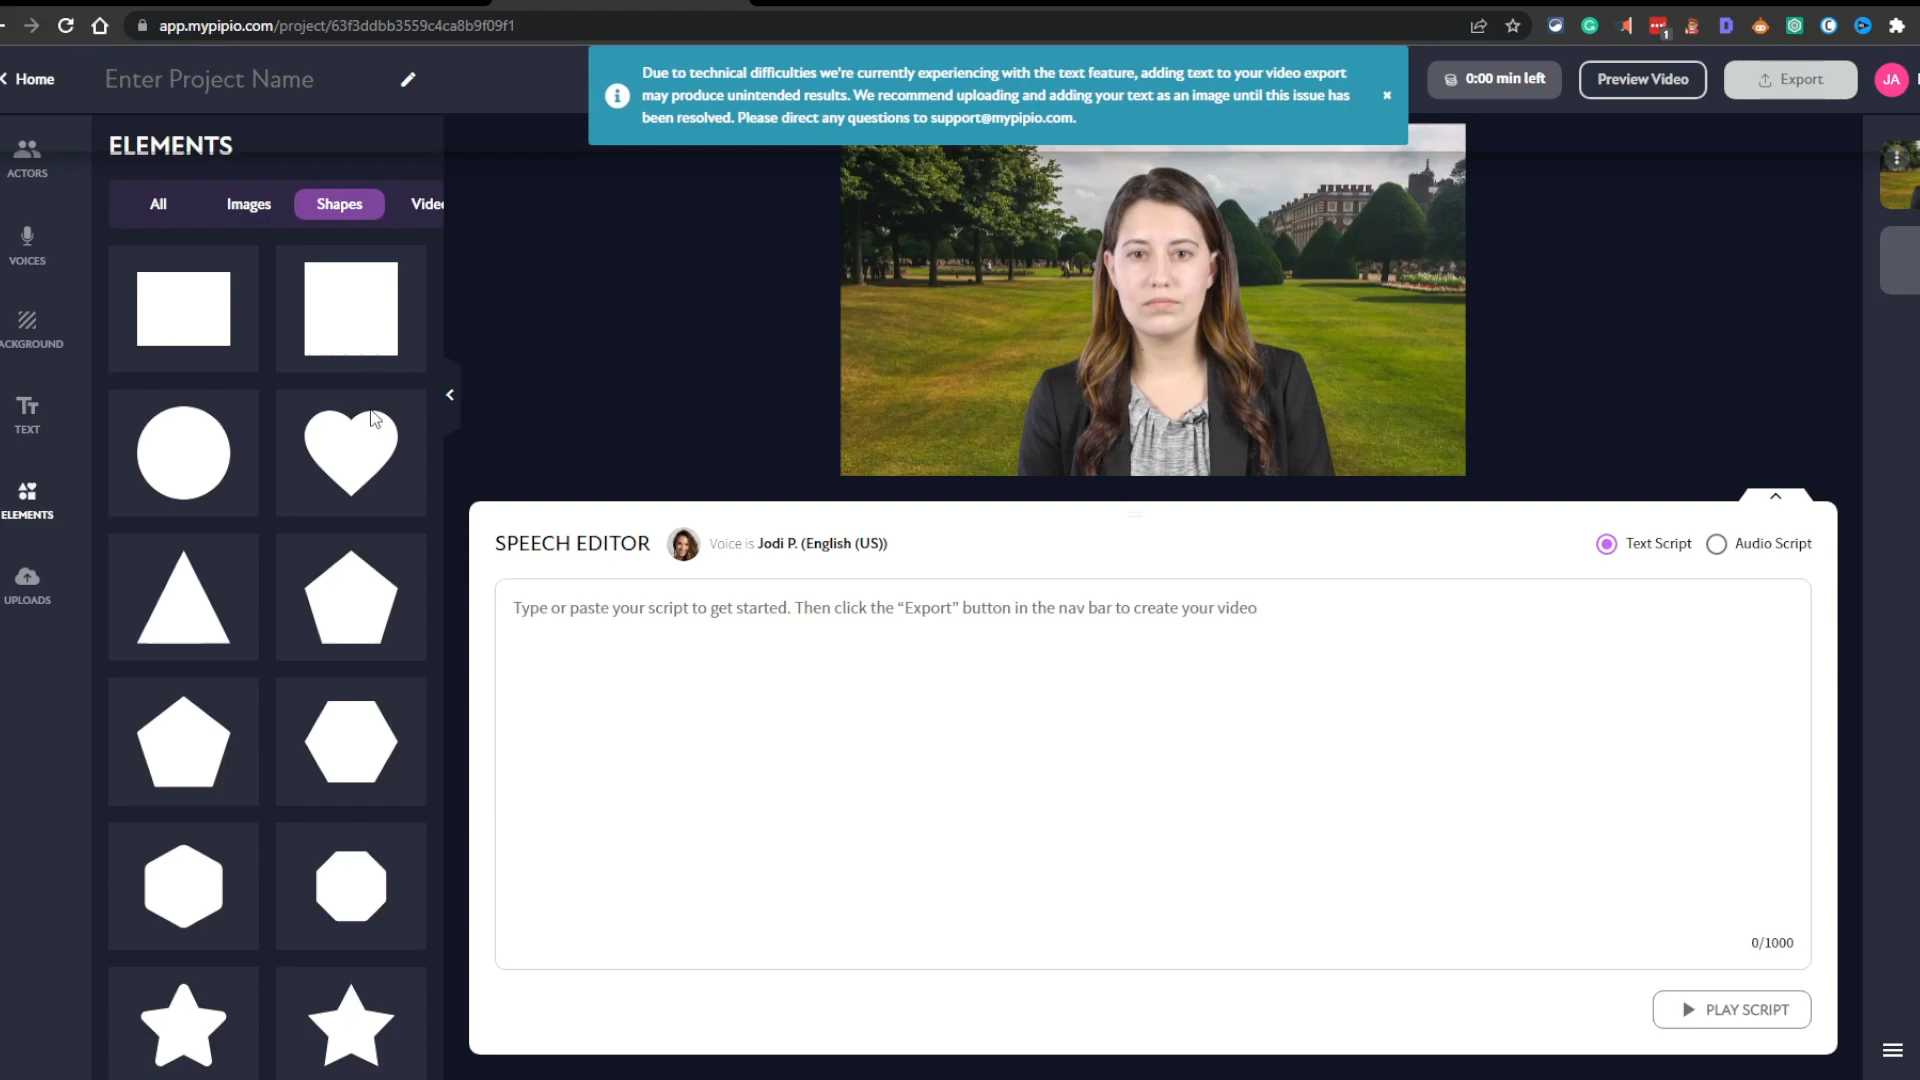 app.mypipio.com/project/63f3ddbb3559c4ca8b9f09f1
1
Home
Enter Project Name
Due to technical difficulties we're currently experiencing with the text feature, adding text to your video export
may produce unintended results. We recommend uploading and adding your text as an image until this issue has
been resolved. Please direct any questions to support@mypipio.com.
0:00 min left
Preview Video
Export
JA
ACTORS
VOICES
ACKGROUND
TEXT
ELEMENTS
UPLOADS
ELEMENTS
All
Images
Shapes
Vide
SPEECH EDITOR
Voice is Jodi P. (English (US))
Text Script
Audio Script
Type or paste your script to get started. Then click the “Export” button in the nav bar to create your video
0/1000
PLAY SCRIPT